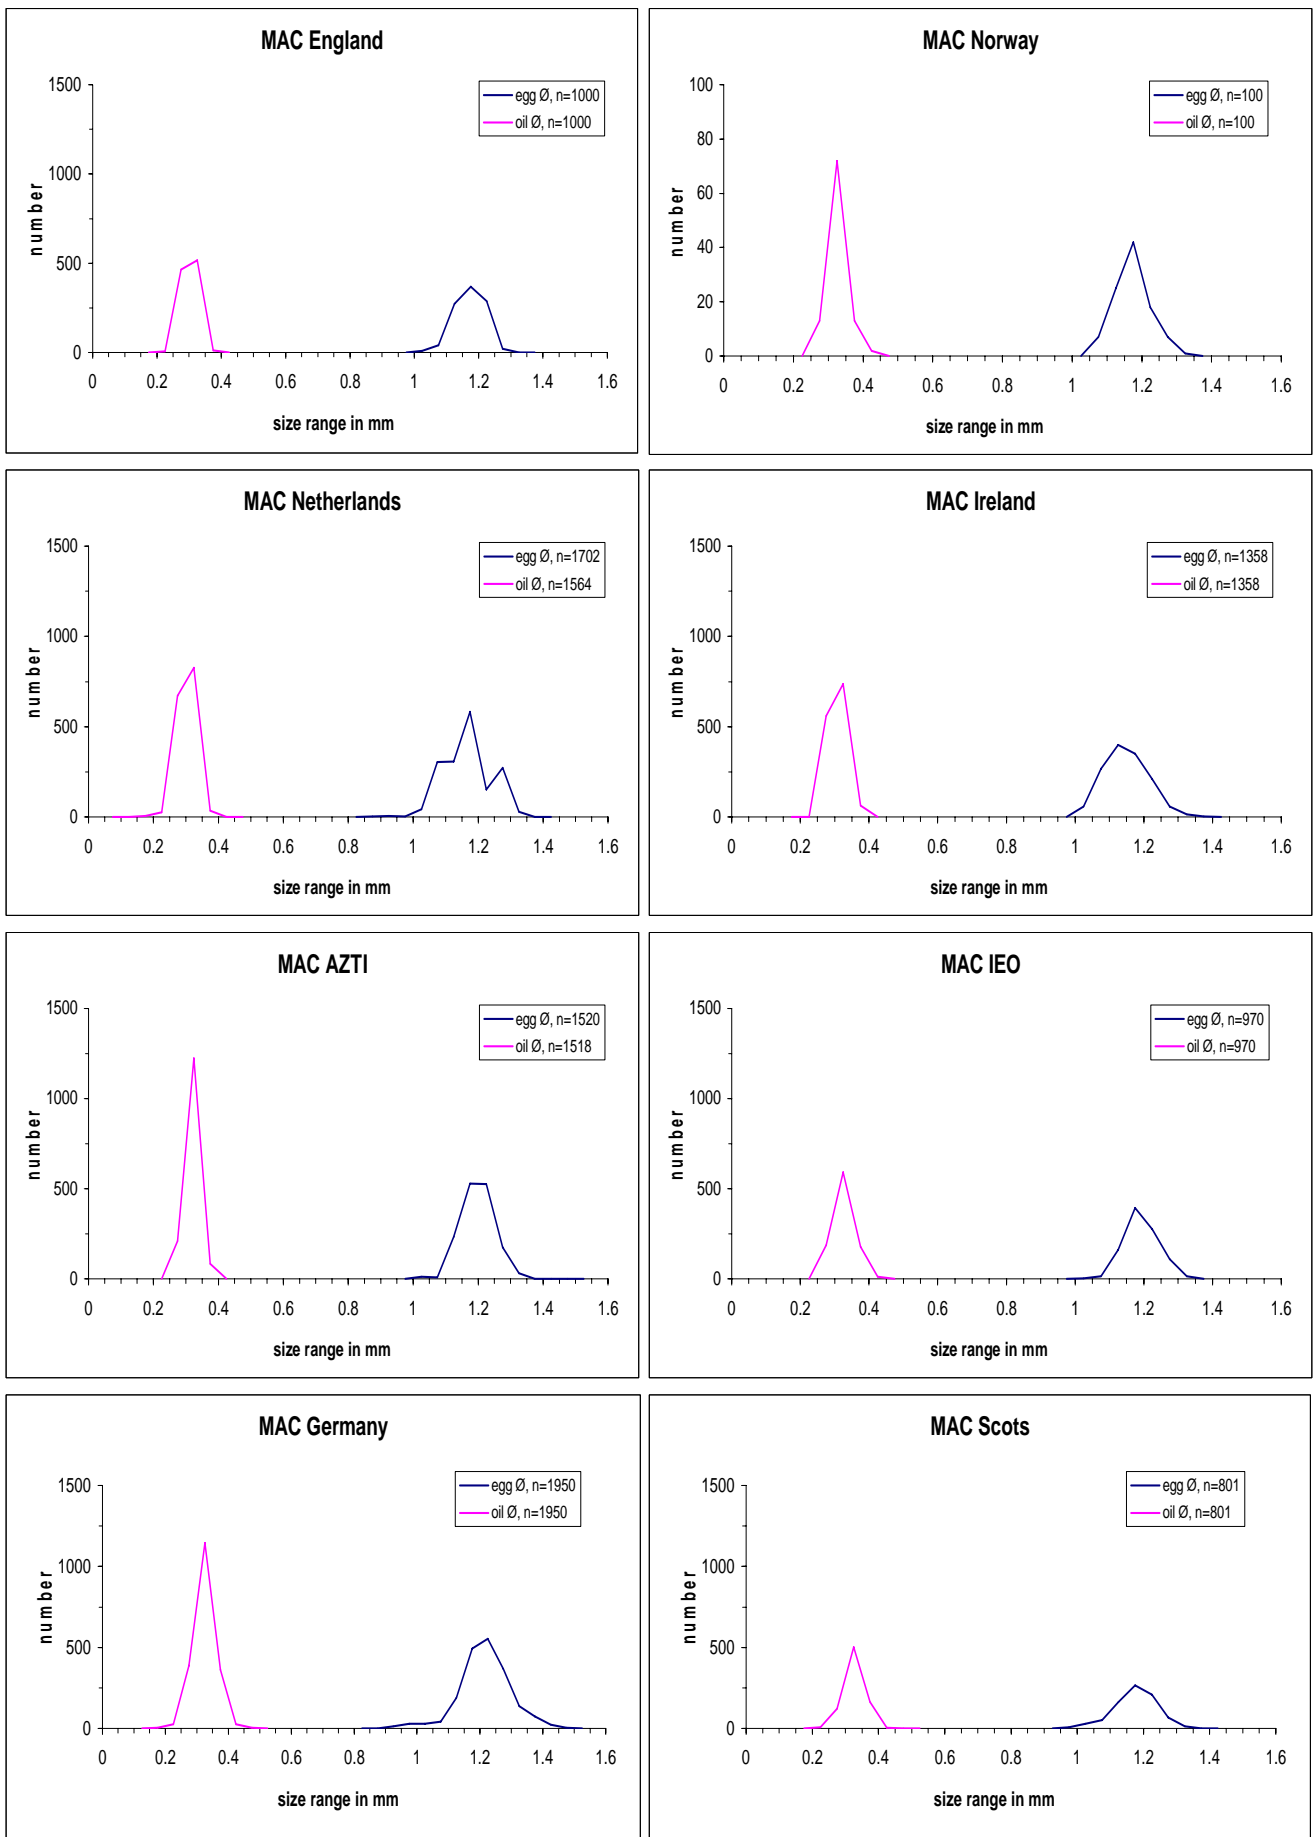 MAC England
1500
1000
500
0
number
egg Ø, n=1000
oil Ø, n=1000
0 0.2 0.4 0.6 0.8 1 1.2 1.4 1.6
size range in mm
MAC Norway
100
80
60
40
20
0
number
egg Ø, n=100
oil Ø, n=100
0 0.2 0.4 0.6 0.8 1 1.2 1.4 1.6
size range in mm
MAC Netherlands
1500
1000
500
0
number
egg Ø, n=1702
oil Ø, n=1564
0 0.2 0.4 0.6 0.8 1 1.2 1.4 1.6
size range in mm
MAC Ireland
1500
1000
500
0
number
egg Ø, n=1358
oil Ø, n=1358
0 0.2 0.4 0.6 0.8 1 1.2 1.4 1.6
size range in mm
MAC AZTI
1500
1000
500
0
number
egg Ø, n=1520
oil Ø, n=1518
0 0.2 0.4 0.6 0.8 1 1.2 1.4 1.6
size range in mm
MAC IEO
1500
1000
500
0
number
egg Ø, n=970
oil Ø, n=970
0 0.2 0.4 0.6 0.8 1 1.2 1.4 1.6
size range in mm
MAC Germany
1500
1000
500
0
number
egg Ø, n=1950
oil Ø, n=1950
0 0.2 0.4 0.6 0.8 1 1.2 1.4 1.6
size range in mm
MAC Scots
1500
1000
500
0
number
egg Ø, n=801
oil Ø, n=801
0 0.2 0.4 0.6 0.8 1 1.2 1.4 1.6
size range in mm